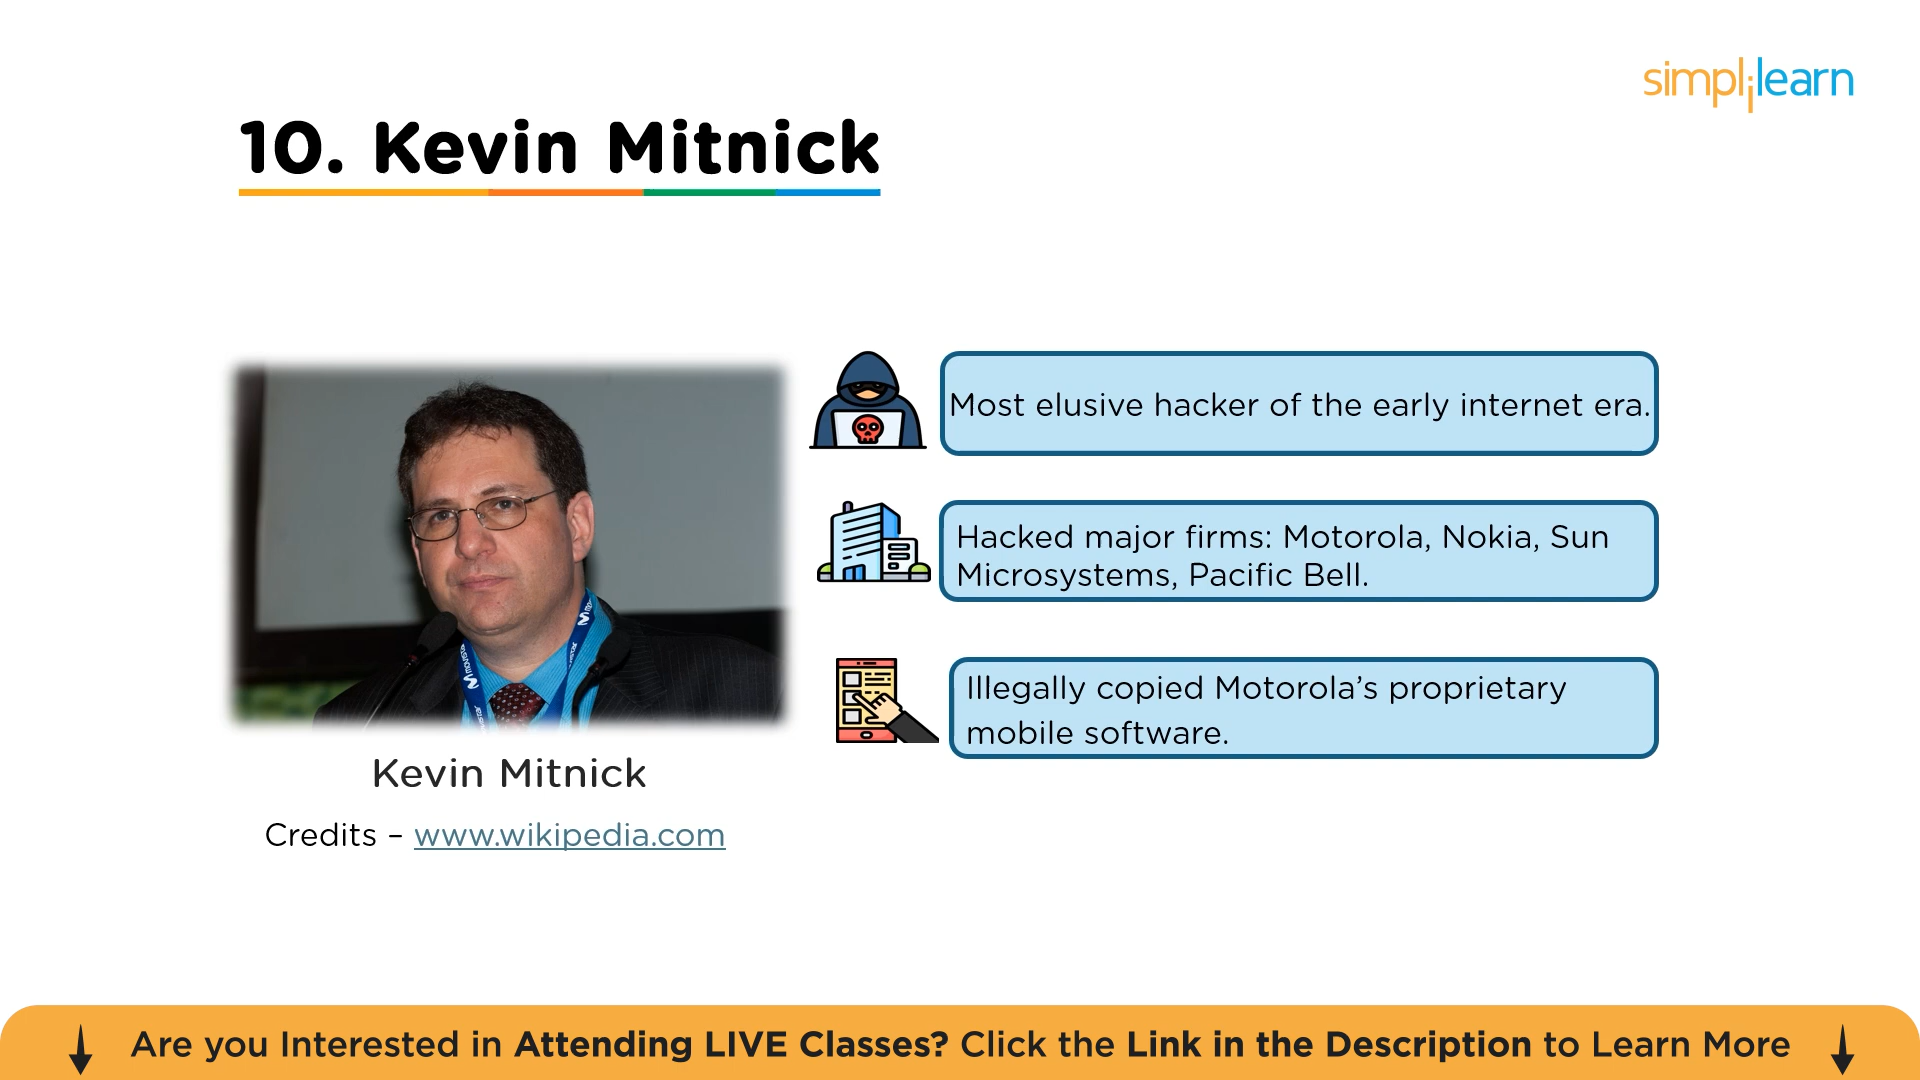 simplilearn
10. Kevin Mitnick
Most elusive hacker of the early internet era.
Hacked major firms: Motorola, Nokia, Sun
Microsystems, Pacific Bell.
Illegally copied Motorola’s proprietary
mobile software.
Kevin Mitnick
Credits – www.wikipedia.com
Are you Interested in Attending LIVE Classes? Click the Link in the Description to Learn More